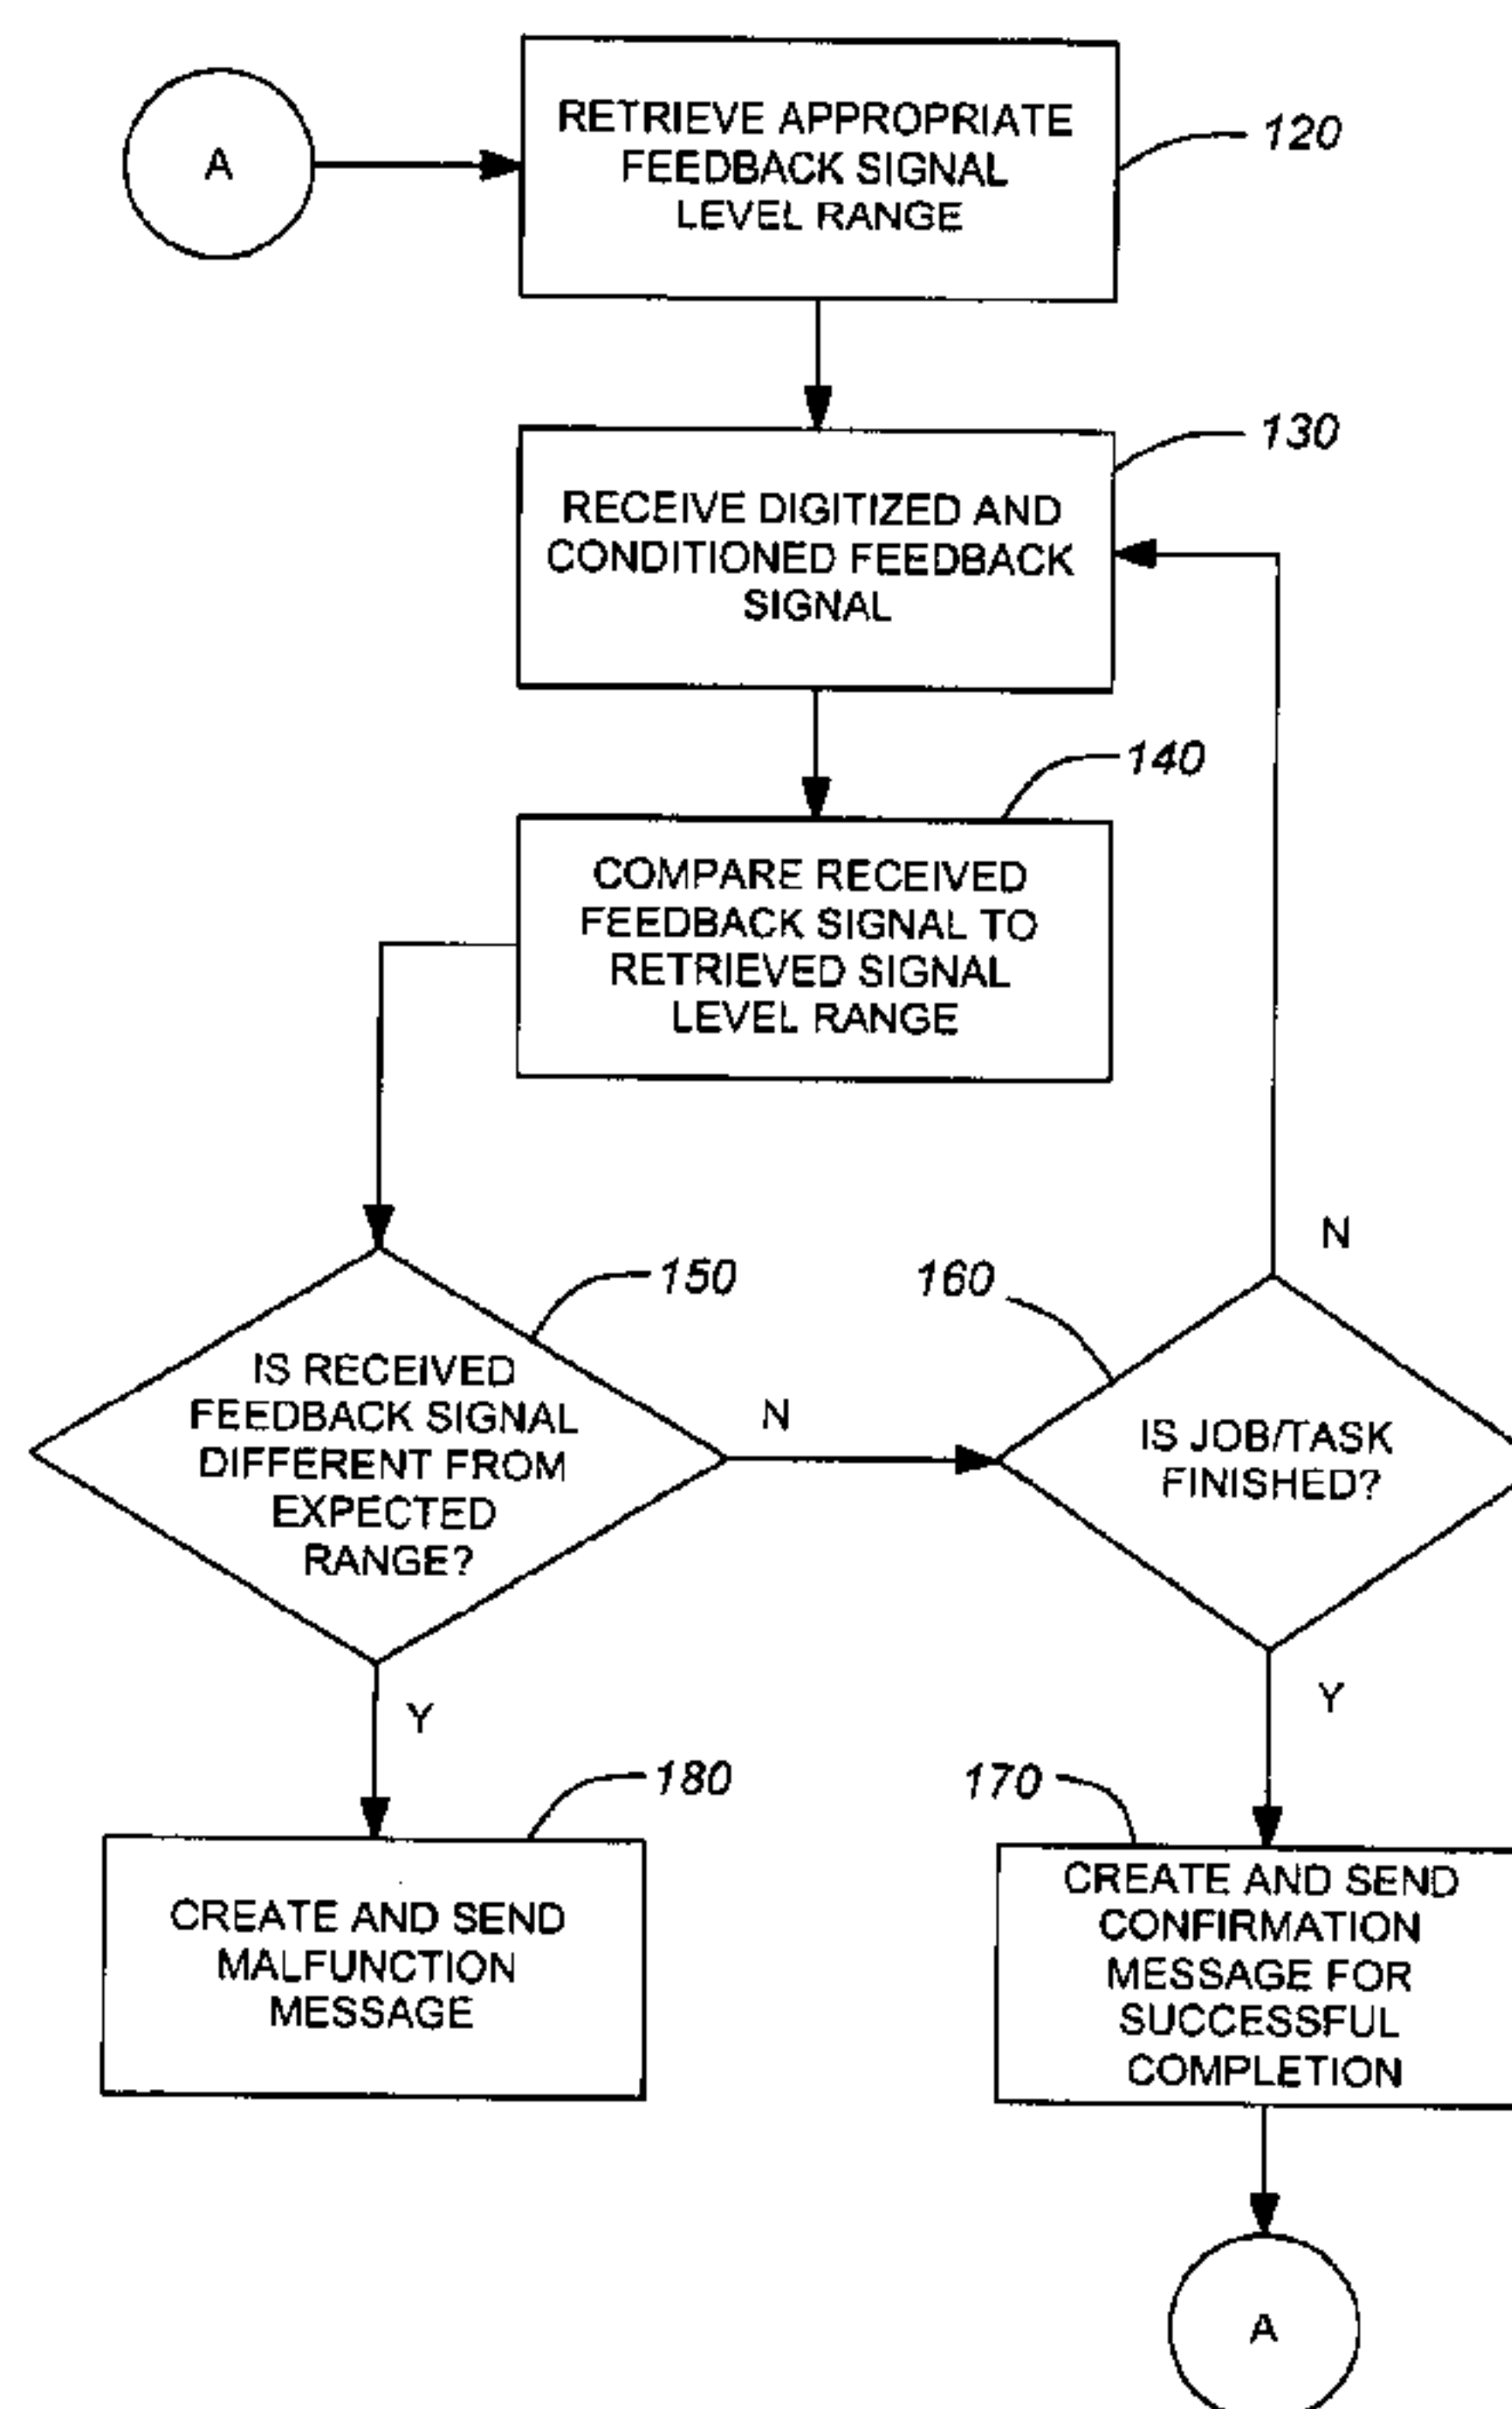 A
RETRIEVE APPROPRIATE
FEEDBACK SIGNAL
LEVEL RANGE
120
RECEIVE DIGITIZED AND
CONDITIONED FEEDBACK
SIGNAL
130
140
COMPARE RECEIVED
FEEDBACK SIGNAL TO
RETRIEVED SIGNAL
LEVEL RANGE
N
150
160
IS RECEIVED
FEEDBACK SIGNAL
DIFFERENT FROM
EXPECTED
RANGE?
N
IS JOB/TASK
FINISHED?
Y
Y
180
170
CREATE AND SEND
MALFUNCTION
MESSAGE
CREATE AND SEND
CONFIRMATION
MESSAGE FOR
SUCCESSFUL
COMPLETION
A